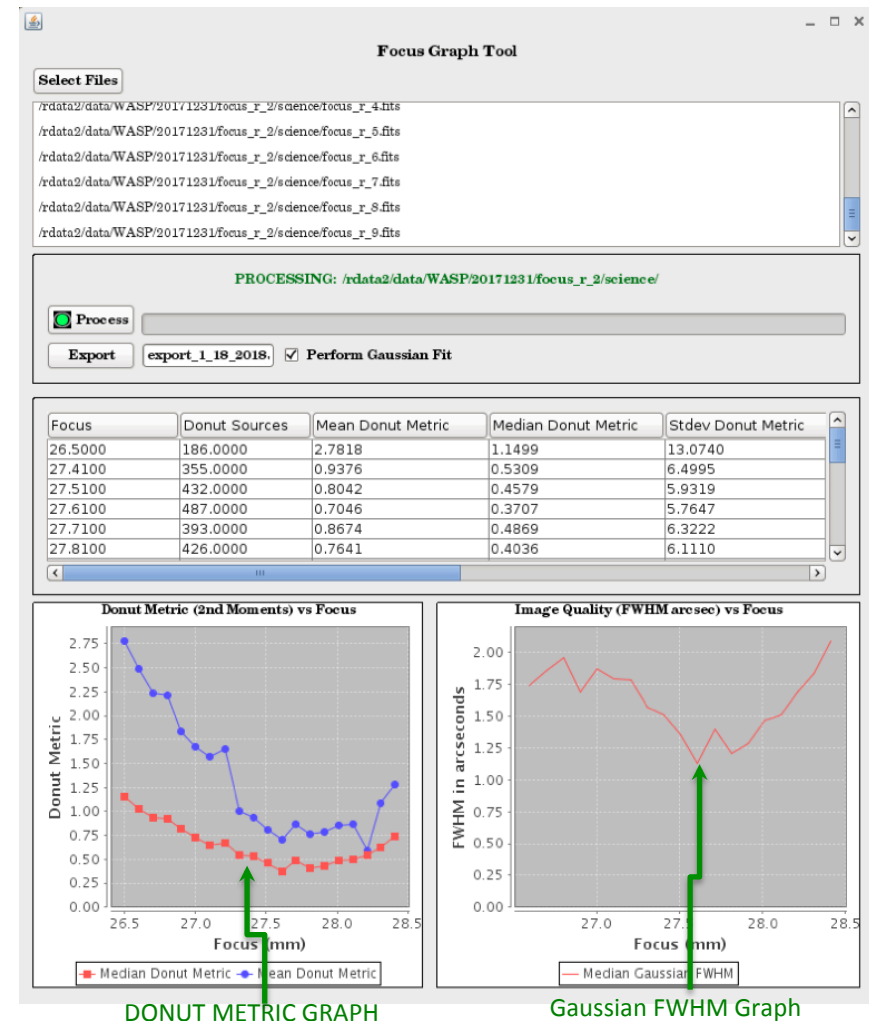 Focus Graph Tool
Select Files
/rdata2/data/WASP/20171231/focus_r_2/science/focus_r_4.fits
/rdata2/data/WASP/20171231/focus_r_2/science/focus_r_5.fits
/rdata2/data/WASP/20171231/focus_r_2/science/focus_r_6.fits
/rdata2/data/WASP/20171231/focus_r_2/science/focus_r_7.fits
/rdata2/data/WASP/20171231/focus_r_2/science/focus_r_8.fits
/rdata2/data/WASP/20171231/focus_r_2/science/focus_r_9.fits
PROCESSING: /rdata2/data/WASP/20171231/focus_r_2/science/
Process
Export export_1_18_2018. Perform Gaussian Fit
Focus Donut Sources Mean Donut Metric Median Donut Metric Stdev Donut Metric
26.5000 186.0000 2.7818 1.1499 13.0740
27.4100 355.0000 0.9376 0.5309 6.4995
27.5100 432.0000 0.8042 0.4579 5.9319
27.6100 487.0000 0.7046 0.3707 5.7647
27.7100 393.0000 0.8674 0.4869 6.3222
27.8100 426.0000 0.7641 0.4036 6.1110
Donut Metric (2nd Moments) vs Focus
Donut Metric
2.75
2.50
2.25
2.00
1.75
1.50
1.25
1.00
0.75
0.50
0.25
0.00
26.5 27.0 27.5 28.0 28.5
Focus (mm)
Median Donut Metric Mean Donut Metric
DONUT METRIC GRAPH
Image Quality (FWHM arcsec) vs Focus
FWHM in arcseconds
2.00
1.75
1.50
1.25
1.00
0.75
0.50
0.25
0.00
27.0 27.5 28.0 28.5
Focus (mm)
Median Gaussian FWHM
Gaussian FWHM Graph